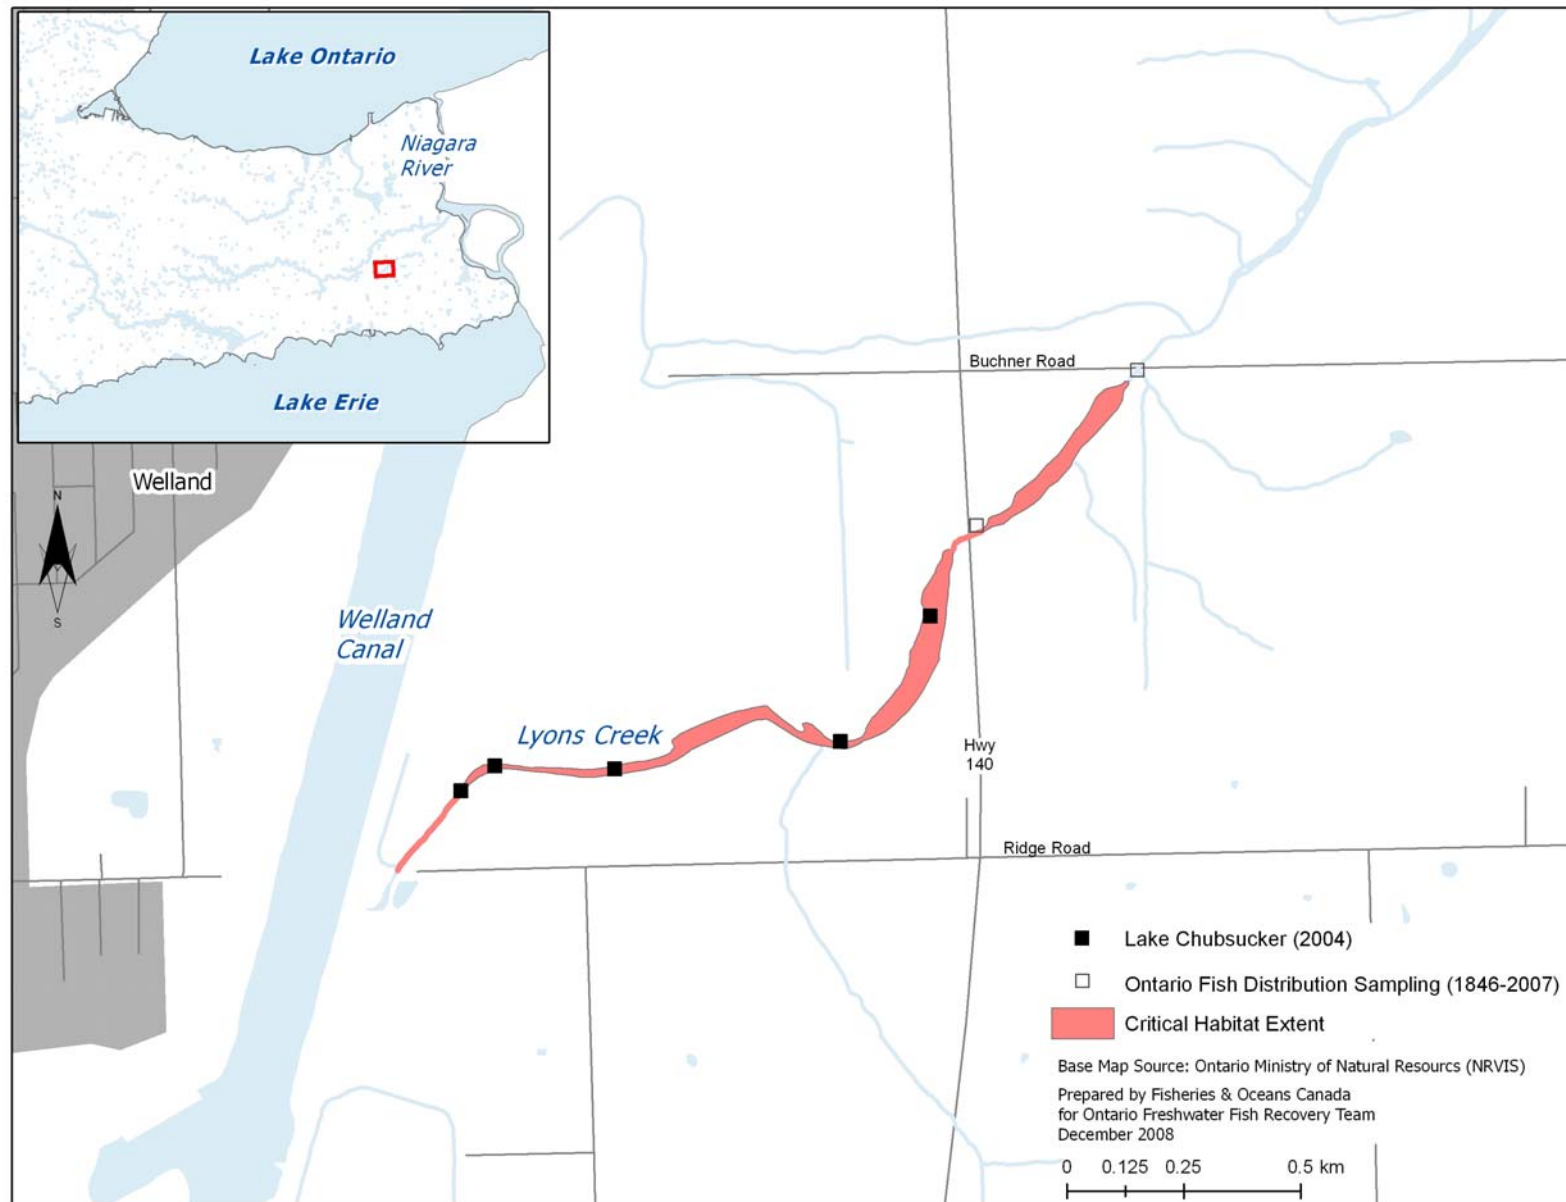 Lake Ontario
Niagara
River
Lake Erie
Welland
N
S
Welland
Canal
Lyons Creek
Buchner Road
Hwy
140
Ridge Road
Lake Chubsucker (2004)
Ontario Fish Distribution Sampling (1846-2007)
Critical Habitat Extent
Base Map Source: Ontario Ministry of Natural Resourcs (NRVIS)
Prepared by Fisheries & Oceans Canada
for Ontario Freshwater Fish Recovery Team
December 2008
0 0.125 0.25 0.5 km